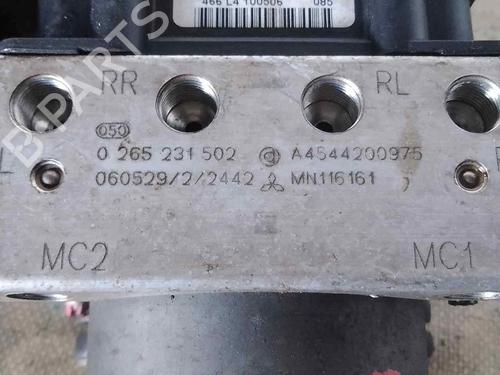 466 L4 100506 085
RR RL
050
0 265 231 502 A4544200975
L
060529/2/2442 MN116161
MC2 MC1
B-PARTS